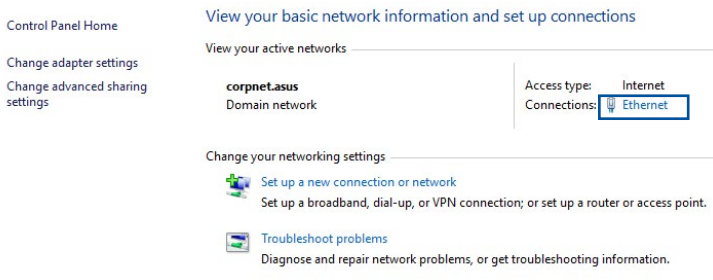 Control Panel Home
Change adapter settings
Change advanced sharing
settings
View your basic network information and set up connections
View your active networks
corpnet.asus
Domain network
Access type: Internet
Connections: Ethernet
Change your networking settings
Set up a new connection or network
Set up a broadband, dial-up, or VPN connection; or set up a router or access point.
Troubleshoot problems
Diagnose and repair network problems, or get troubleshooting information.